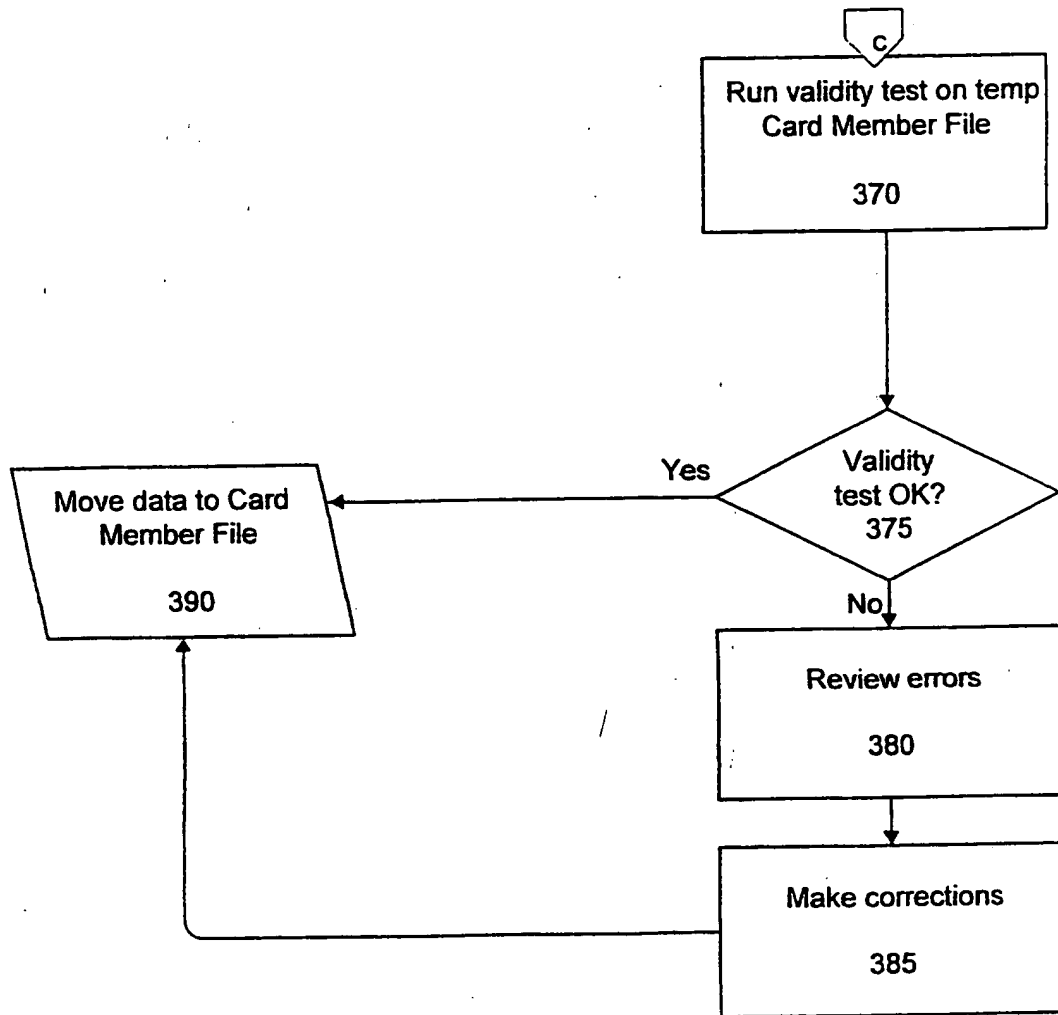 C
Run validity test on temp
Card Member File
370
Validity
test OK?
375
Yes
Move data to Card
Member File
390
No
Review errors
380
Make corrections
385